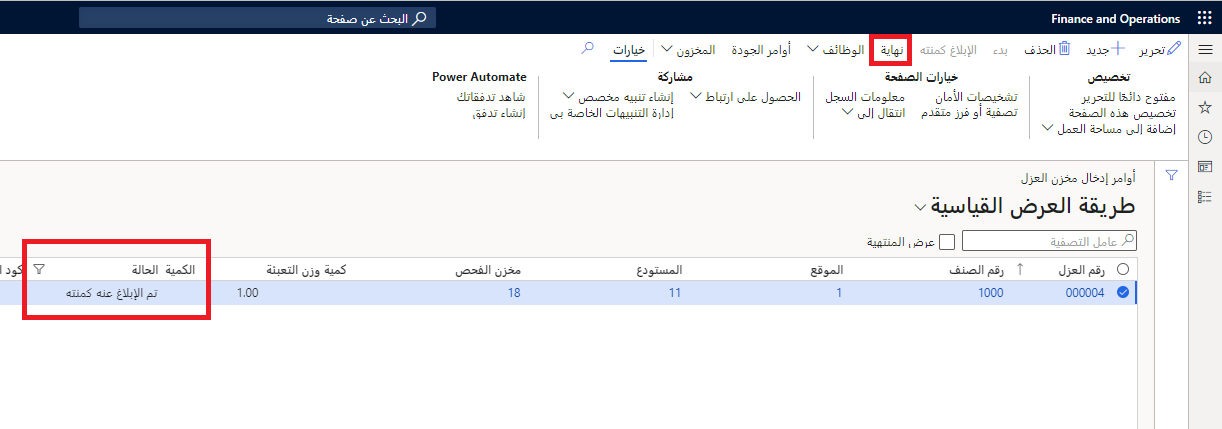 Finance and Operations
البحث عن صفحة
تحرير
جديد
الحذف
بدء
الإبلاغ كمنته
نهاية
الوظائف
أوامر الجودة
المخزون
خيارات
تخصيص
مفتوح دائمًا للتحرير
تخصيص هذه الصفحة
إضافة إلى مساحة العمل
خيارات الصفحة
تشخيصات الأمان
تصفية أو فرز متقدم
معلومات السجل
انتقال إلى
مشاركة
الحصول على ارتباط
إنشاء تنبيه مخصص
إدارة التنبيهات الخاصة بي
Power Automate
شاهد تدفقاتك
إنشاء تدفق
أوامر إدخال مخزن العزل
طريقة العرض القياسية
عامل التصفية
عرض المنتهية
رقم العزل رقم الصنف الموقع المستودع مخزن الفحص كمية وزن التعبئة الكمية الحالة كود
000004 1000 1 11 18 1.00 تم الإبلاغ عنه كمنته